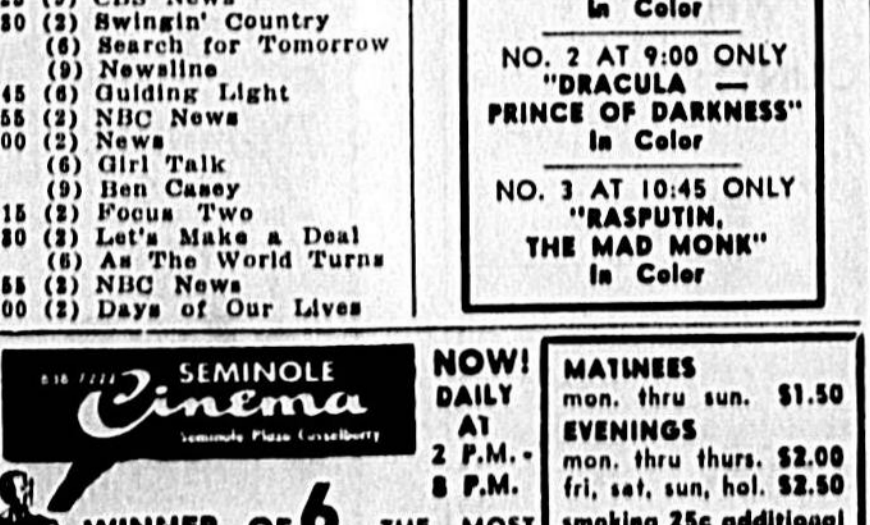 (9) CBS News
30 (2) Swingin' Country
(6) Search for Tomorrow
(9) Newsline
45 (6) Guiding Light
55 (2) NBC News
00 (2) News
(6) Girl Talk
(9) Ben Casey
15 (2) Focus Two
30 (2) Let's Make a Deal
(6) As The World Turns
55 (2) NBC News
00 (2) Days of Our Lives
In Color
NO. 2 AT 9:00 ONLY
"DRACULA —
PRINCE OF DARKNESS"
In Color
NO. 3 AT 10:45 ONLY
"RASPUTIN,
THE MAD MONK"
In Color
SEMINOLE
Cinema
Seminole Plaza Casselberry
NOW!
DAILY
AT
2 P.M. -
8 P.M.
MATINEES
mon. thru sun. $1.50
EVENINGS
mon. thru thurs. $2.00
fri, sat, sun, hol. $2.50
smoking 25c additional
WINNER OF 6 THE MOST